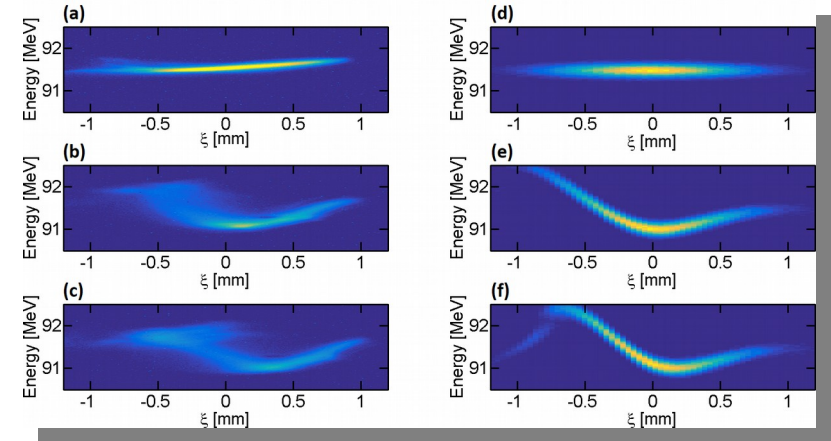 (a)
Energy [MeV]
92
91
-1 -0.5 0 0.5 1
ξ [mm]
(b)
Energy [MeV]
92
91
-1 -0.5 0 0.5 1
ξ [mm]
(c)
Energy [MeV]
92
91
-1 -0.5 0 0.5 1
ξ [mm]
(d)
Energy [MeV]
92
91
-1 -0.5 0 0.5 1
ξ [mm]
(e)
Energy [MeV]
92
91
-1 -0.5 0 0.5 1
ξ [mm]
(f)
Energy [MeV]
92
91
-1 -0.5 0 0.5 1
ξ [mm]